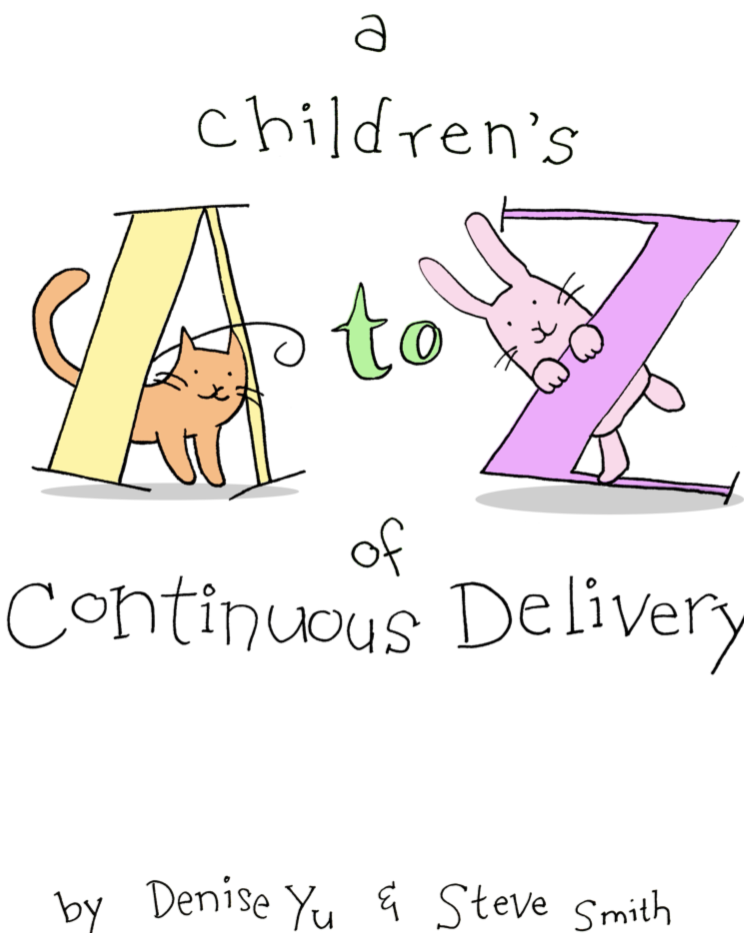 a
children's
A to Z
of
Continuous Delivery
by Denise Yu & Steve Smith